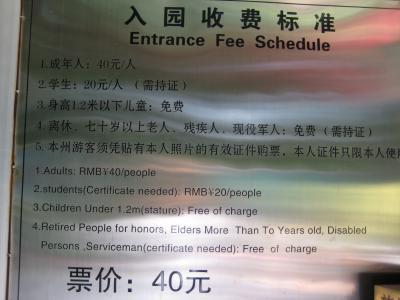 入园收费标准
Entrance Fee Schedule
1.成年人：40元/人
2.学生：20元/人 （需持证）
3.身高1.2米以下儿童：免费
4.离休、七十岁以上老人、残疾人、现役军人：免费（需持证）
5.本州游客须凭贴有本人照片的有效证件购票，本人证件只限本人使
1.Adults: RMB¥40/people
2.students(Certificate needed): RMB¥20/people
3.Children Under 1.2m(stature): Free of charge
4.Retired People for honors, Elders More Than To Years old, Disabled
Persons ,Serviceman(certificate needed): Free of charge
票价：40元